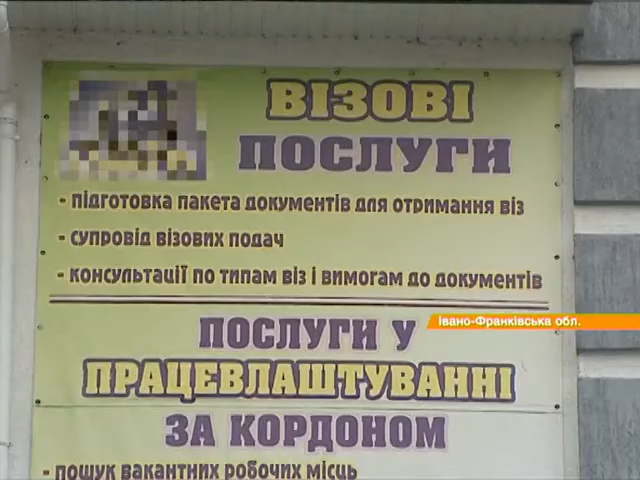 ВІЗОВІ
ПОСЛУГИ
- підготовка пакета документів для отримання віз
- супровід візових подач
- консультації по типам віз і вимогам до документів
Івано-Франківська обл.
ПОСЛУГИ У
ПРАЦЕВЛАШТУВАННІ
ЗА КОРДОНОМ
- пошук вакантних робочих місць